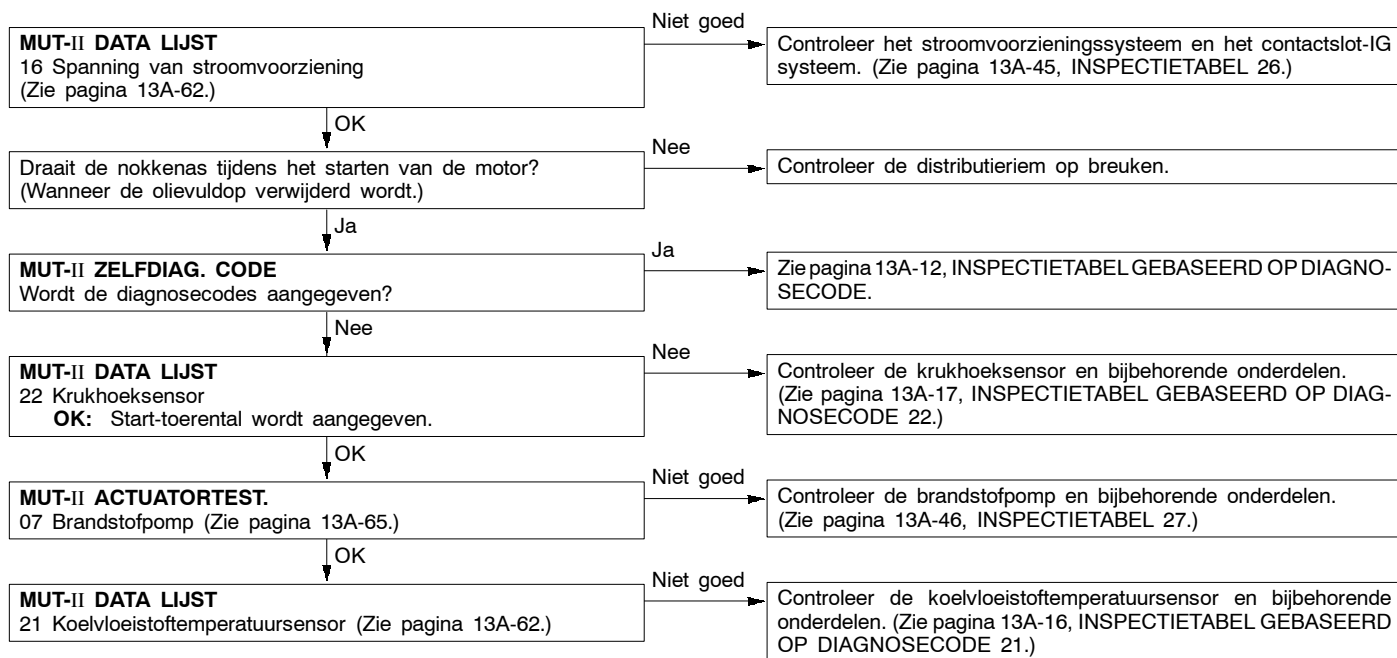 Niet goed
MUT-II DATA LIJST
16 Spanning van stroomvoorziening
(Zie pagina 13A-62.)
Controleer het stroomvoorzieningssysteem en het contactslot-IG
systeem. (Zie pagina 13A-45, INSPECTIETABEL 26.)
OK
Nee
Draait de nokkenas tijdens het starten van de motor?
(Wanneer de olievuldop verwijderd wordt.)
Controleer de distributieriem op breuken.
Ja
Ja
MUT-II ZELFDIAG. CODE
Wordt de diagnosecodes aangegeven?
Zie pagina 13A-12, INSPECTIETABEL GEBASEERD OP DIAGNO-
SECODE.
Nee
Nee
MUT-II DATA LIJST
22 Krukhoeksensor
OK: Start-toerental wordt aangegeven.
Controleer de krukhoeksensor en bijbehorende onderdelen.
(Zie pagina 13A-17, INSPECTIETABEL GEBASEERD OP DIAG-
NOSECODE 22.)
OK
Niet goed
MUT-II ACTUATORTEST.
07 Brandstofpomp (Zie pagina 13A-65.)
Controleer de brandstofpomp en bijbehorende onderdelen.
(Zie pagina 13A-46, INSPECTIETABEL 27.)
OK
Niet goed
MUT-II DATA LIJST
21 Koelvloeistoftemperatuursensor (Zie pagina 13A-62.)
Controleer de koelvloeistoftemperatuursensor en bijbehorende
onderdelen. (Zie pagina 13A-16, INSPECTIETABEL GEBASEERD
OP DIAGNOSECODE 21.)